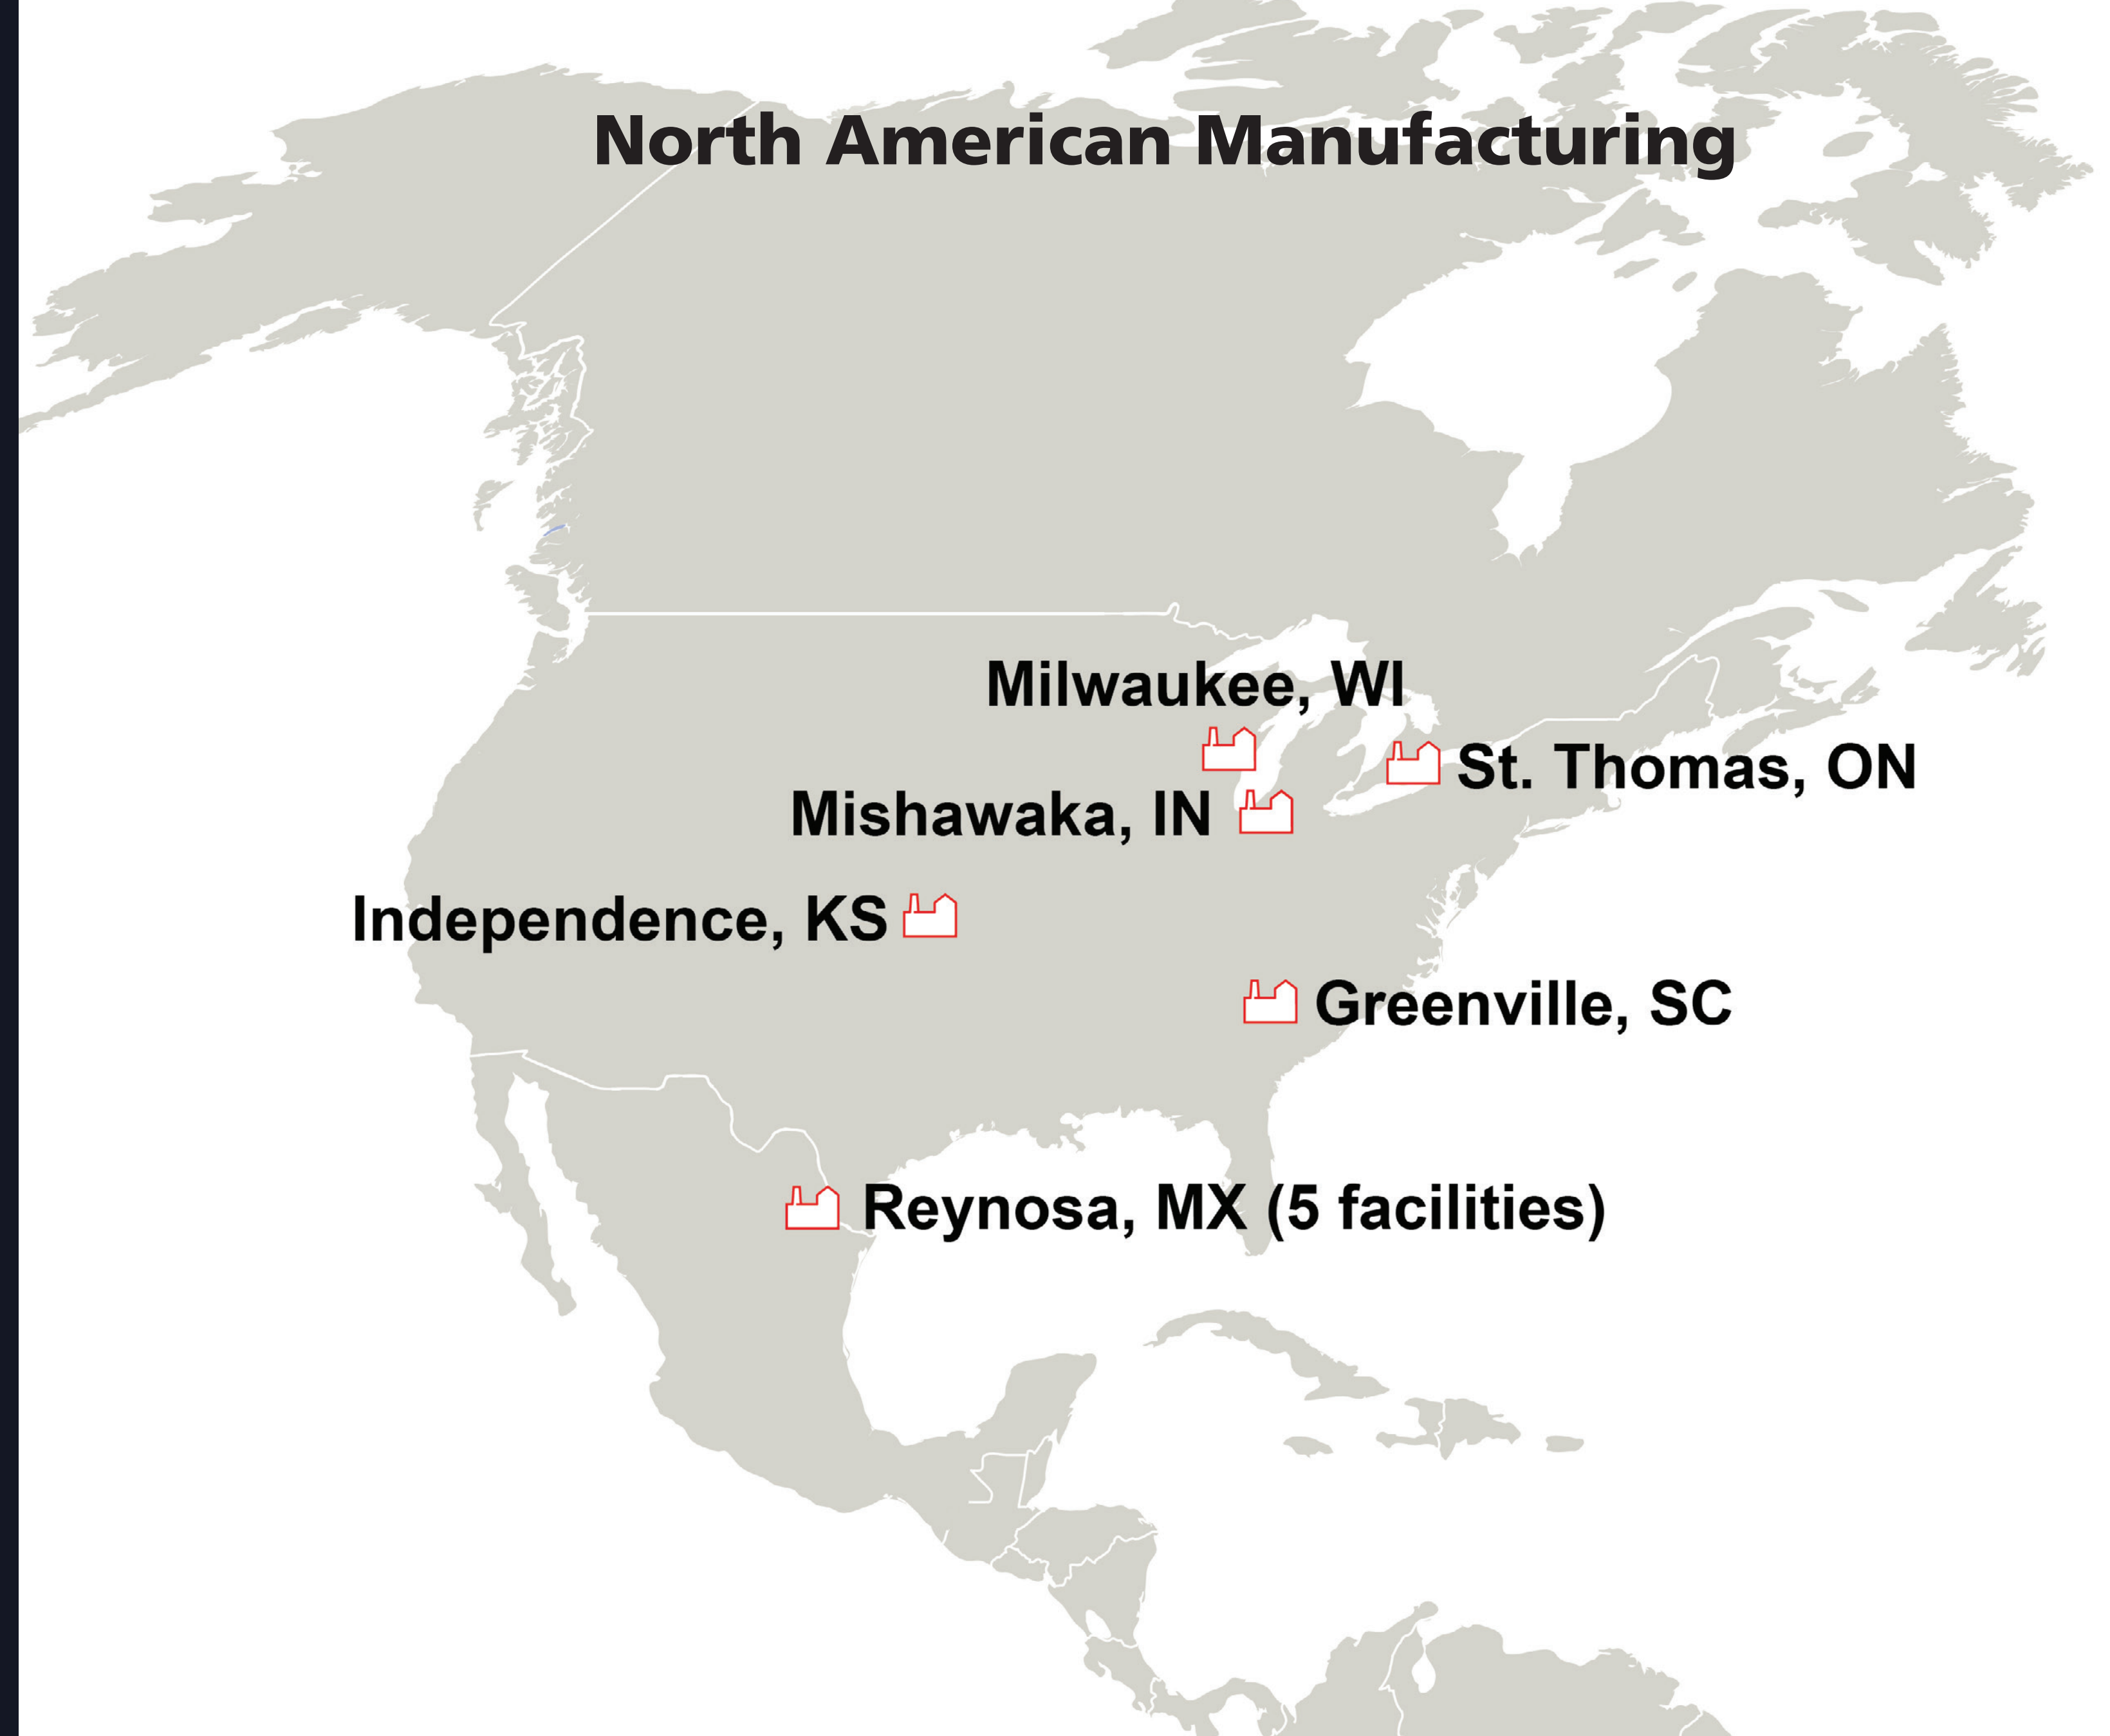 North American Manufacturing
Milwaukee, WI
St. Thomas, ON
Mishawaka, IN
Independence, KS
Greenville, SC
Reynosa, MX (5 facilities)